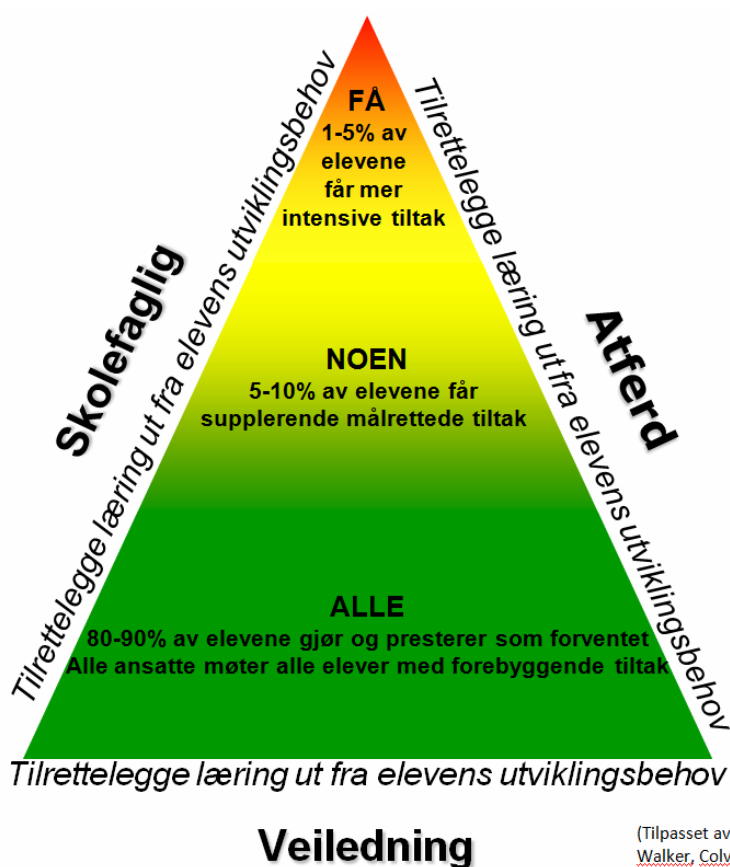 FÅ
1-5% av
elevene
får mer
intensive tiltak
NOEN
5-10% av elevene får
supplerende målrettede tiltak
ALLE
80-90% av elevene gjør og presterer som forventet
Alle ansatte møter alle elever med forebyggende tiltak
Skolefaglig
Tilrettelegge læring ut fra elevens utviklingsbehov
Tilrettelegge læring ut fra elevens utviklingsbehov
Atferd
Tilrettelegge læring ut fra elevens utviklingsbehov
Veiledning
(Tilpasset av
Walker, Colv